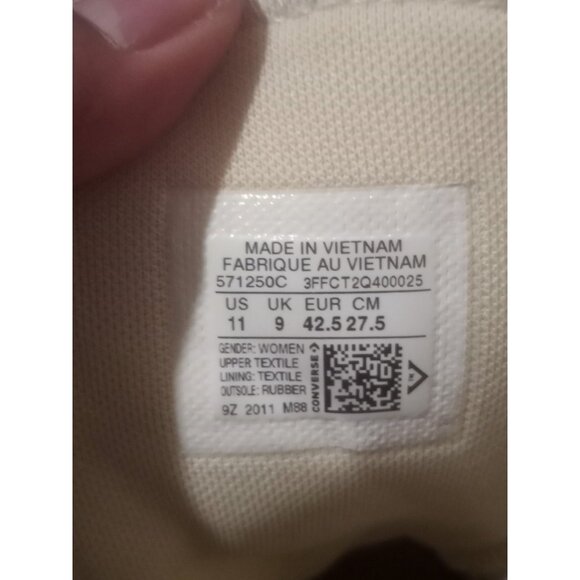 MADE IN VIETNAM
FABRIQUE AU VIETNAM
571250C 3FFCT2Q400025
US UK EUR CM
11 9 42.5 27.5
GENDER: WOMEN
UPPER TEXTILE
LINING: TEXTILE
OUTSOLE: RUBBER
9Z 2011 M88
CONVERSE